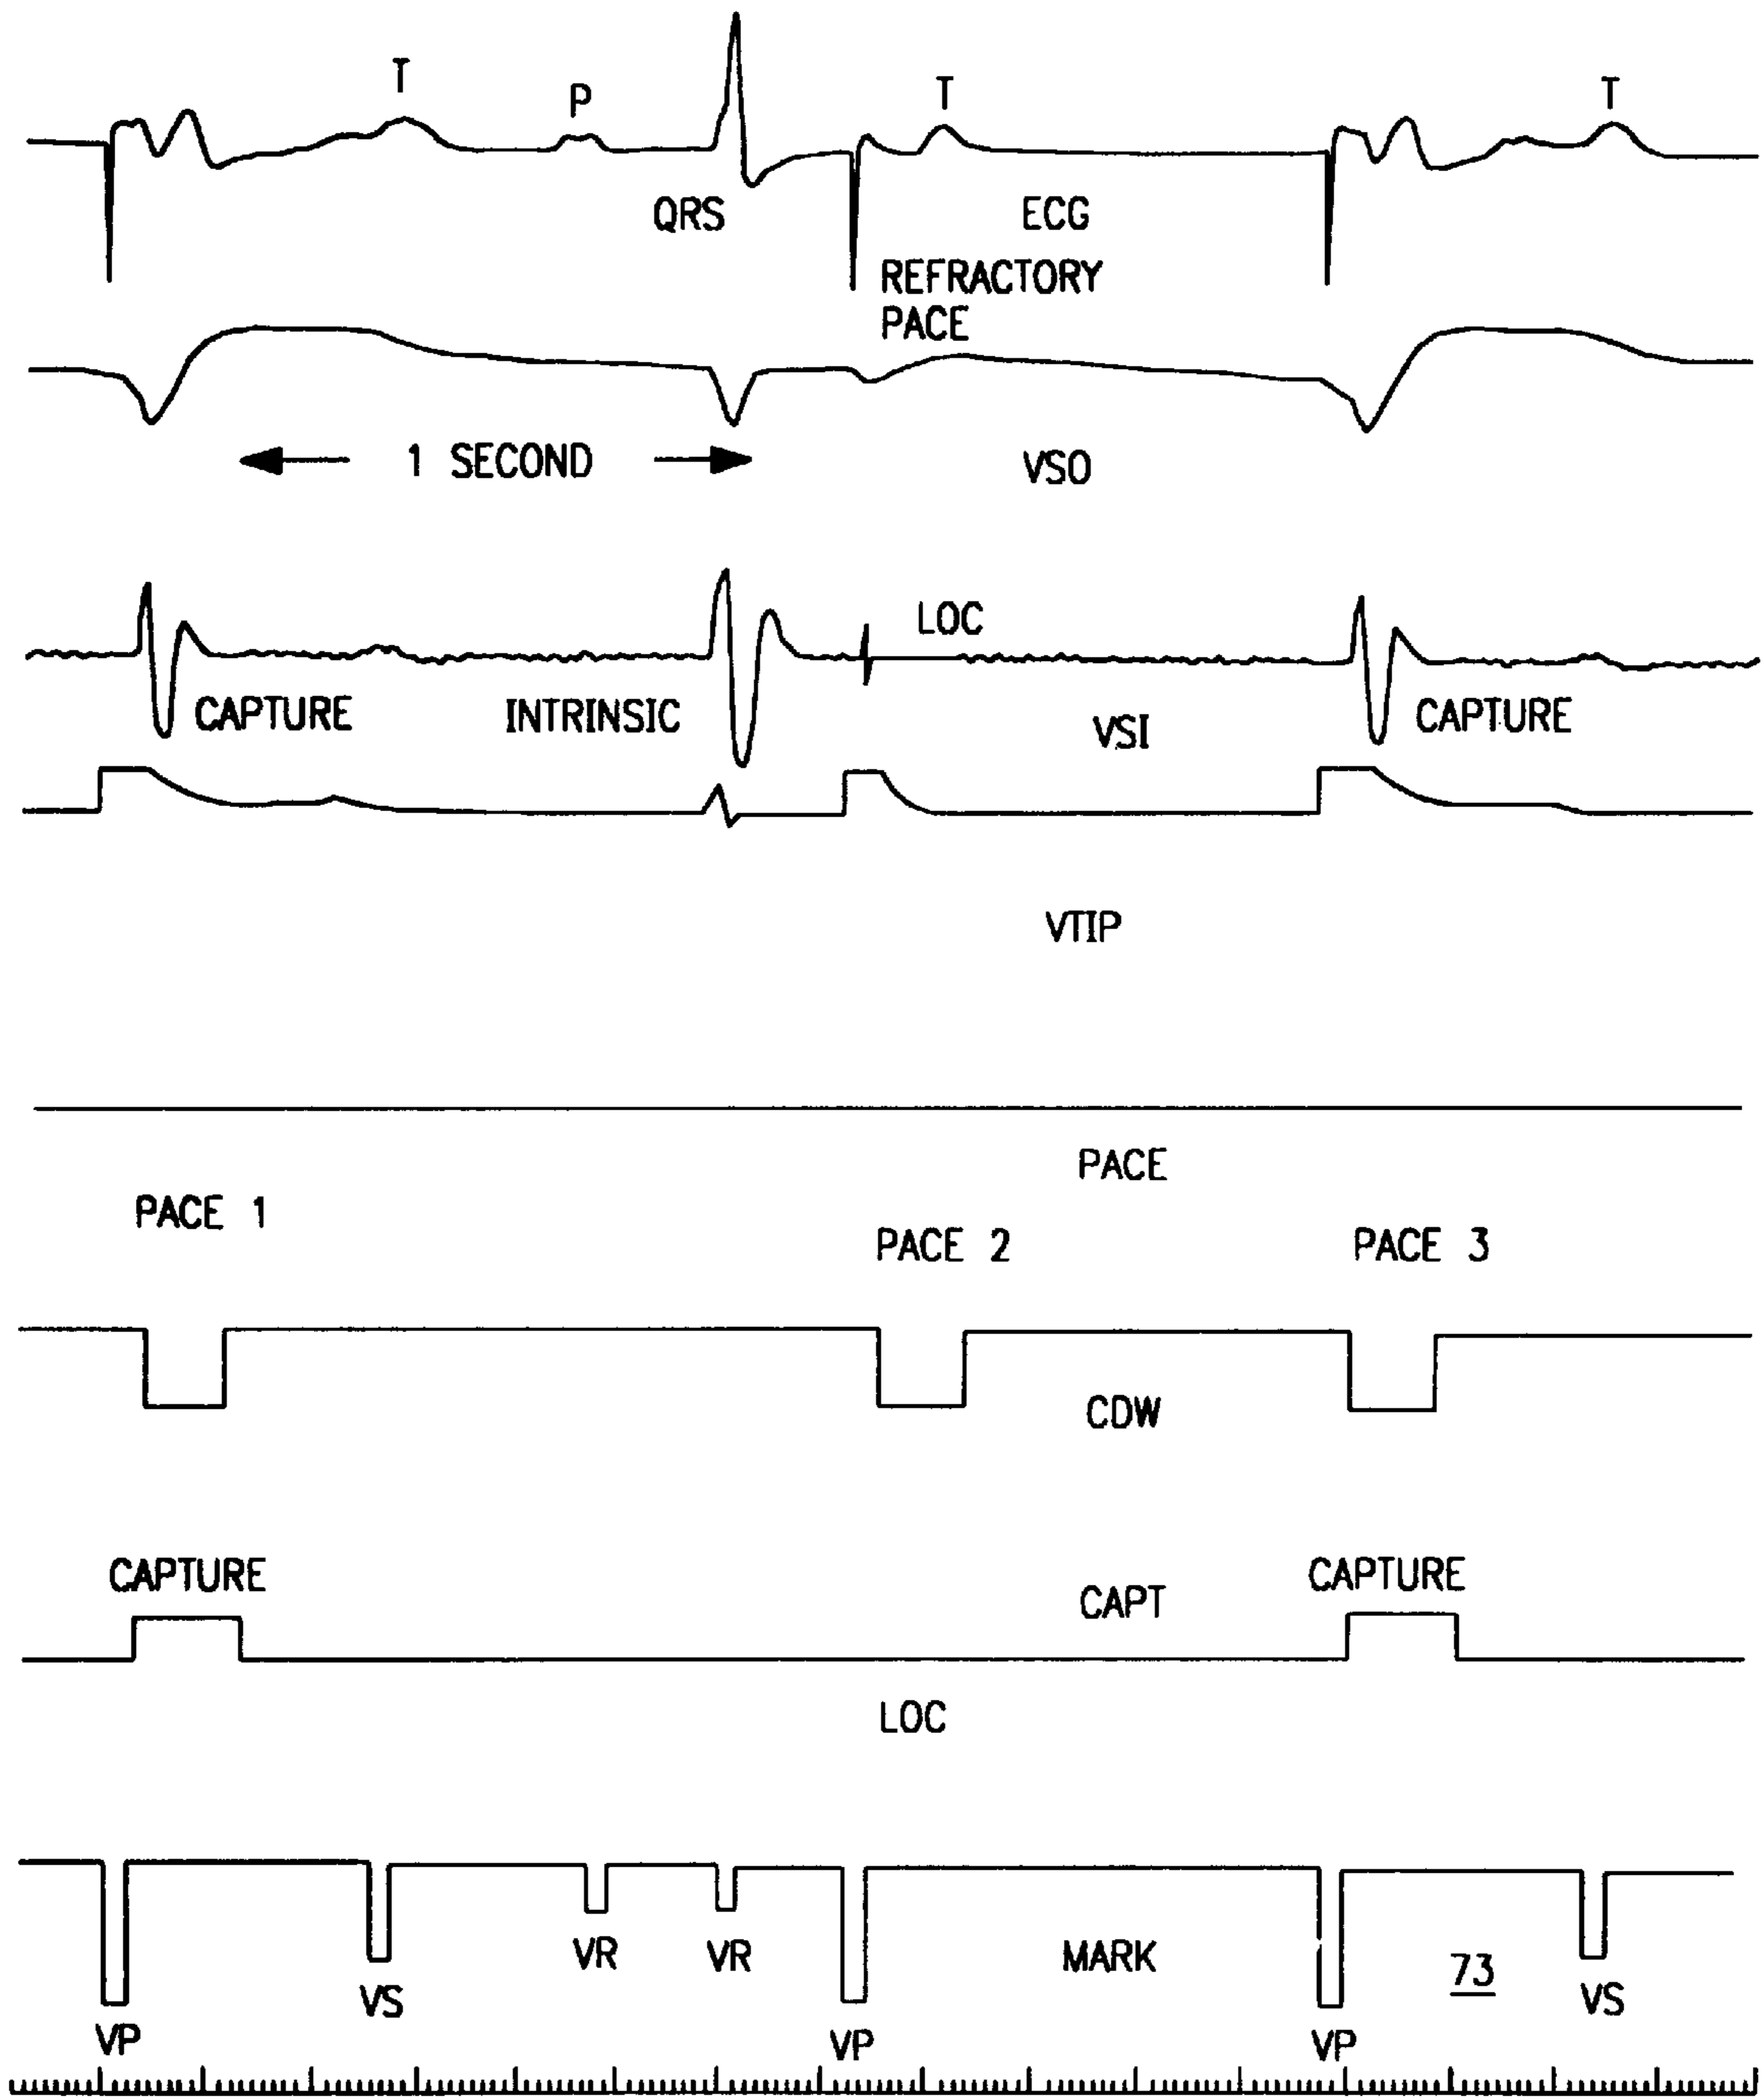 T
P
T
T
QRS
ECG
REFRACTORY
PACE
1 SECOND
VSO
LOC
CAPTURE
INTRINSIC
VSI
CAPTURE
VTIP
PACE
PACE 1
PACE 2
PACE 3
CDW
CAPTURE
CAPT
CAPTURE
LOC
VR
VR
MARK
73
VS
VS
VP
VP
VP